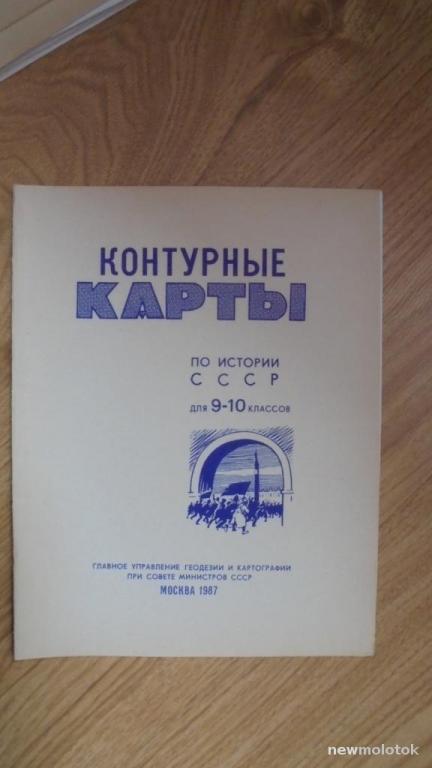 КОНТУРНЫЕ
КАРТЫ
ПО ИСТОРИИ
СССР
ДЛЯ 9-10 КЛАССОВ
ГЛАВНОЕ УПРАВЛЕНИЕ ГЕОДЕЗИИ И КАРТОГРАФИИ
ПРИ СОВЕТЕ МИНИСТРОВ СССР
МОСКВА 1987
newmolotok